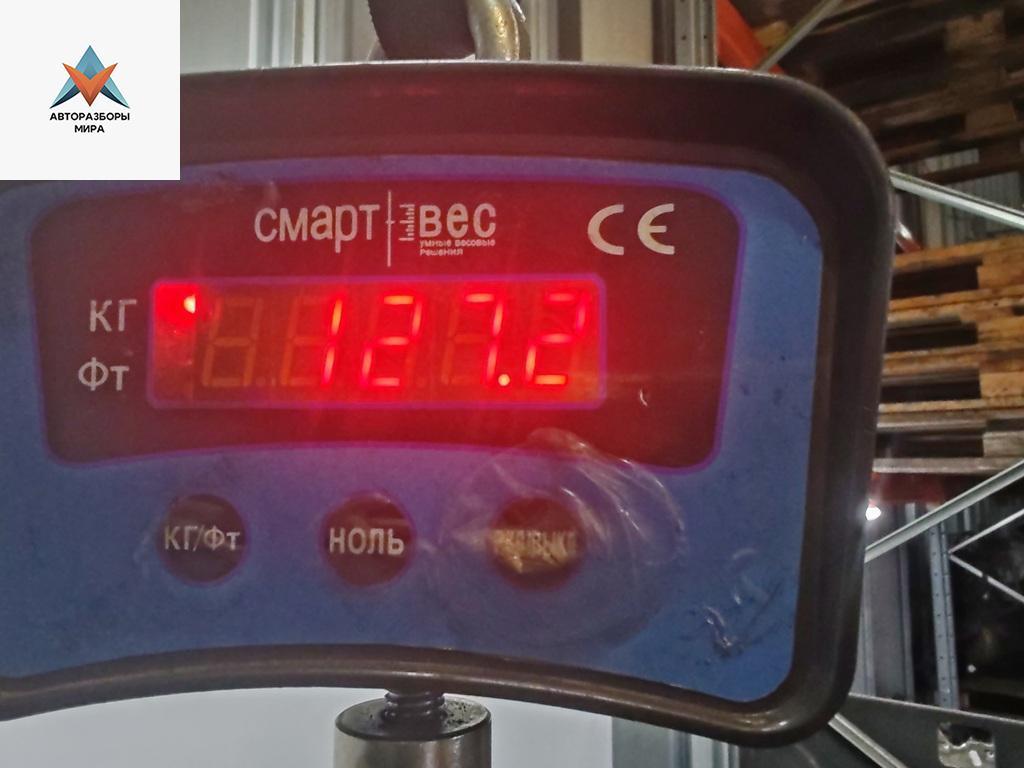 АВТОРАЗБОРЫ
МИРА
смарт вес
умные весовые
решения
CE
КГ
Фт
127.2
КГ/Фт
НОЛЬ